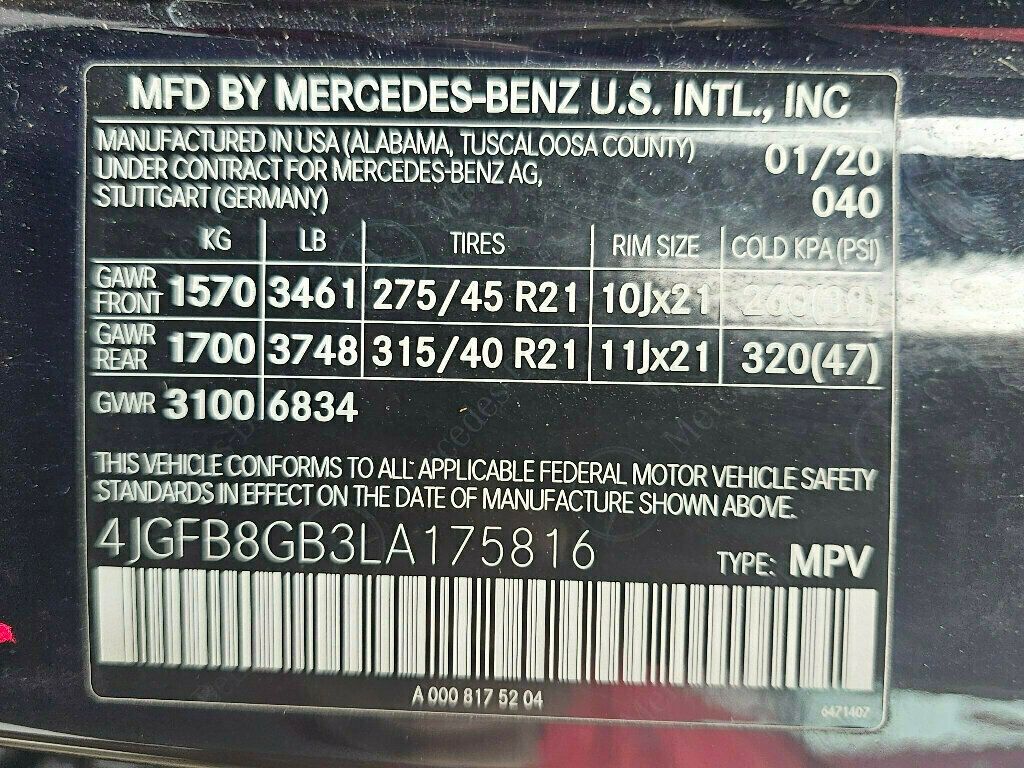 MFD BY MERCEDES-BENZ U.S. INTL., INC
MANUFACTURED IN USA (ALABAMA, TUSCALOOSA COUNTY) 01/20
UNDER CONTRACT FOR MERCEDES-BENZ AG,
STUTTGART (GERMANY) 040
KG LB TIRES RIM SIZE COLD KPA (PSI)
GAWR FRONT 1570 3461 275/45 R21 10Jx21 260(38)
GAWR REAR 1700 3748 315/40 R21 11Jx21 320(47)
GVWR 3100 6834
THIS VEHICLE CONFORMS TO ALL APPLICABLE FEDERAL MOTOR VEHICLE SAFETY
STANDARDS IN EFFECT ON THE DATE OF MANUFACTURE SHOWN ABOVE.
4JGFB8GB3LA175816 TYPE: MPV
A 000 817 52 04
6471407